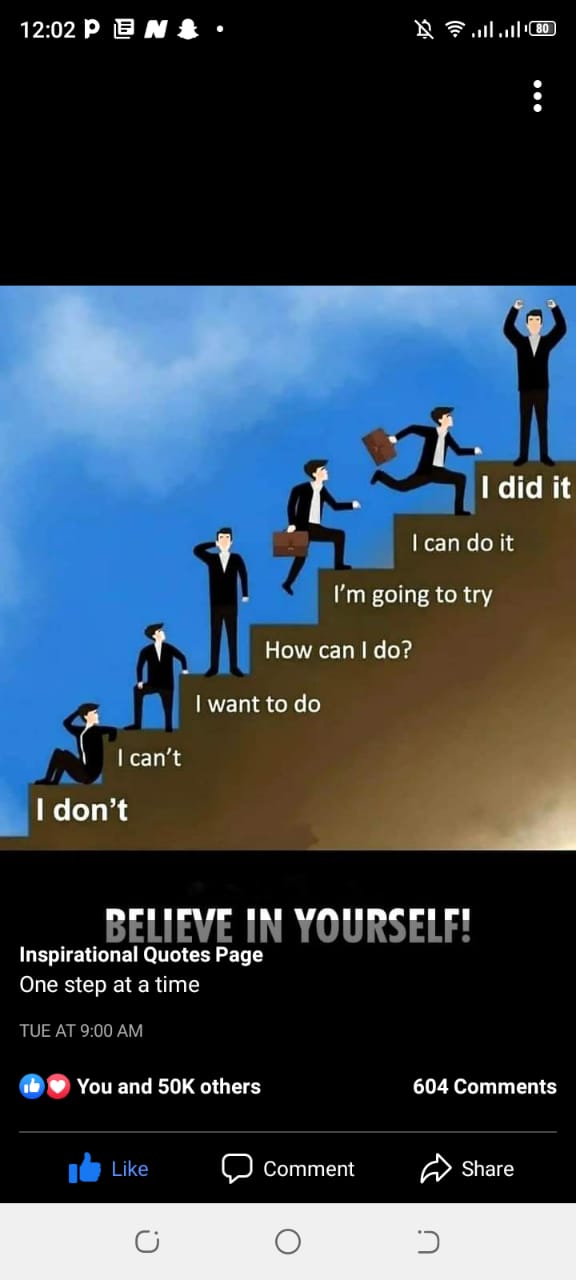 12:02
80
I did it
I can do it
I'm going to try
How can I do?
I want to do
I can't
I don't
BELIEVE IN YOURSELF!
Inspirational Quotes Page
One step at a time
TUE AT 9:00 AM
You and 50K others
604 Comments
Like
Comment
Share